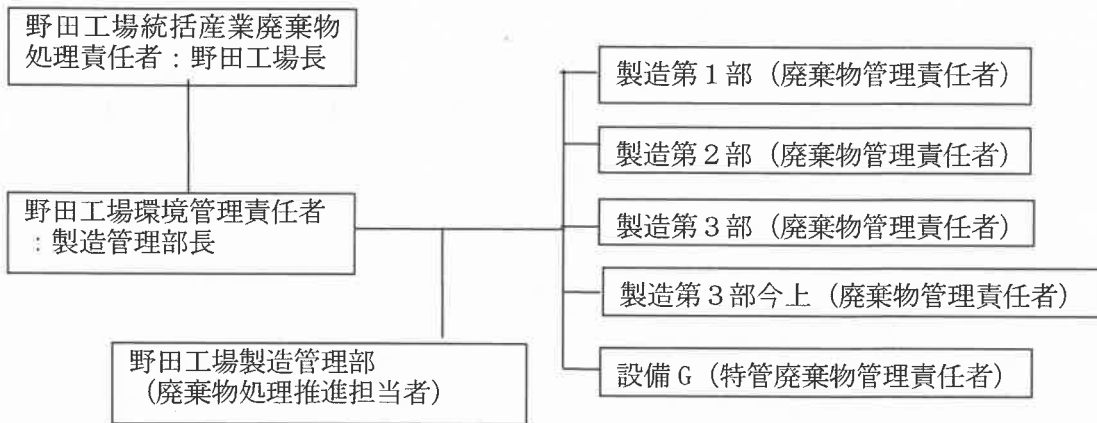 野田工場統括産業廃棄物
処理責任者：野田工場長
野田工場環境管理責任者
：製造管理部長
野田工場製造管理部
（廃棄物処理推進担当者）
製造第１部（廃棄物管理責任者）
製造第２部（廃棄物管理責任者）
製造第３部（廃棄物管理責任者）
製造第３部今上（廃棄物管理責任者）
設備Ｇ（特管廃棄物管理責任者）